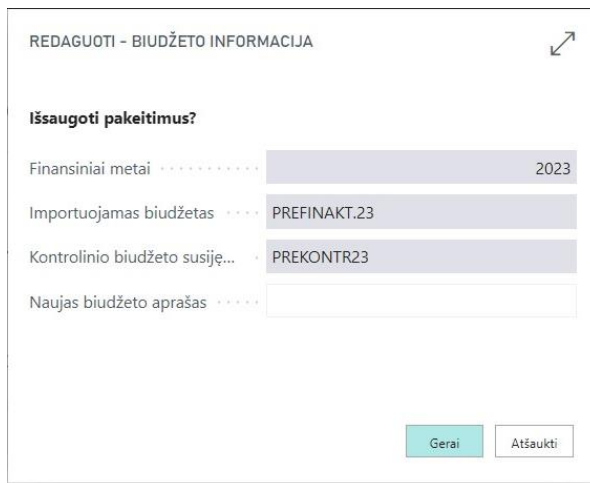 REDAGUOTI - BIUDŽETO INFORMACIJA
Išsaugoti pakeitimus?
Finansiniai metai 2023
Importuojamas biudžetas PREFINAKT.23
Kontrolinio biudžeto susiję... PREKONTR23
Naujas biudžeto aprašas
Gerai Atšaukti